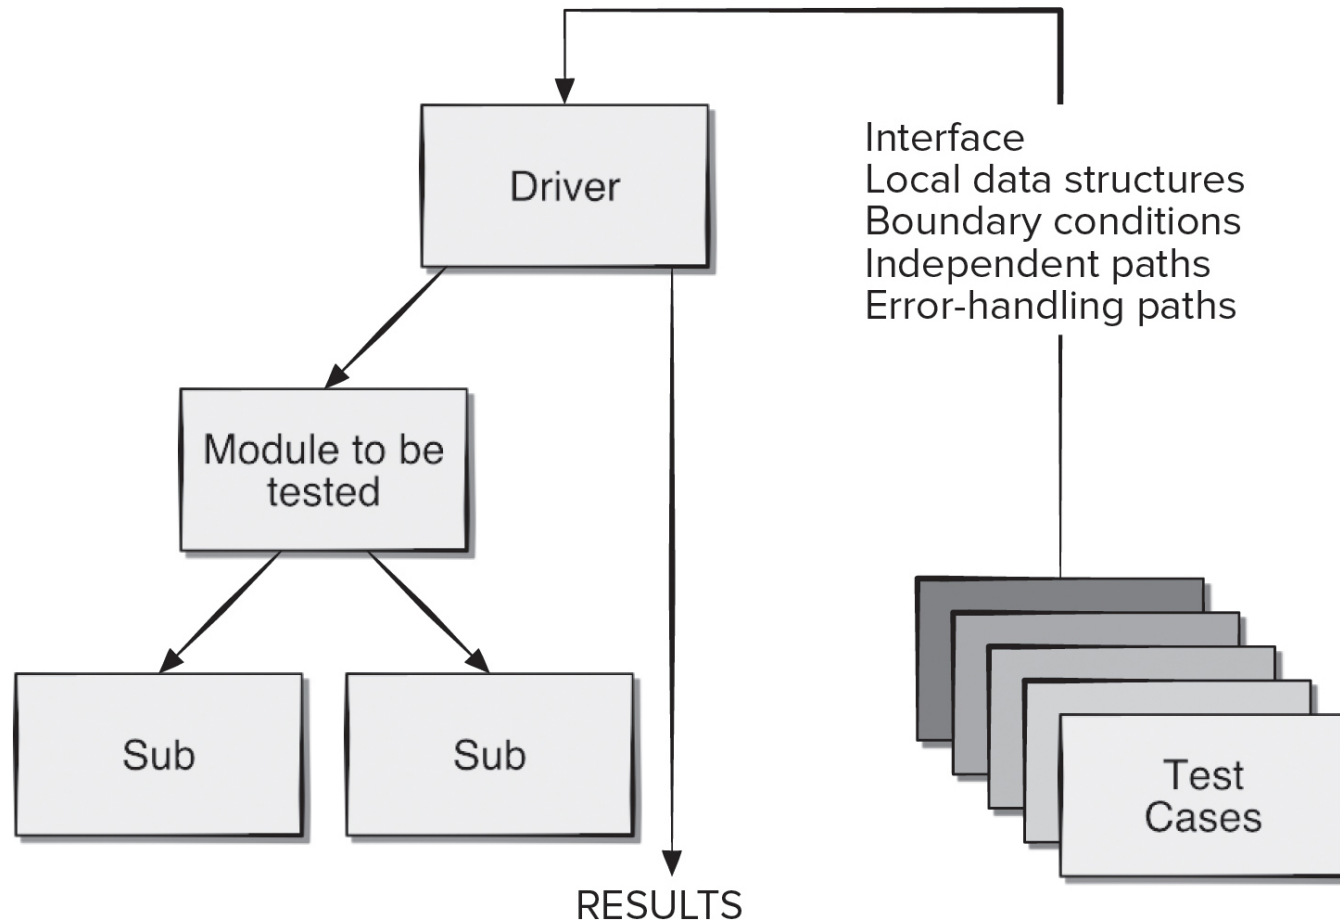 Driver
Interface
Local data structures
Boundary conditions
Independent paths
Error-handling paths
Module to be
tested
Sub
Sub
Test
Cases
RESULTS